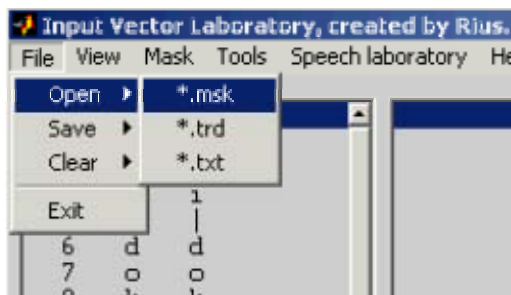 Input Vector Laboratory, created by Rius.
File View Mask Tools Speech laboratory He
Open *.msk
Save *.trd
Clear *.txt
Exit
6 d d
7 o o